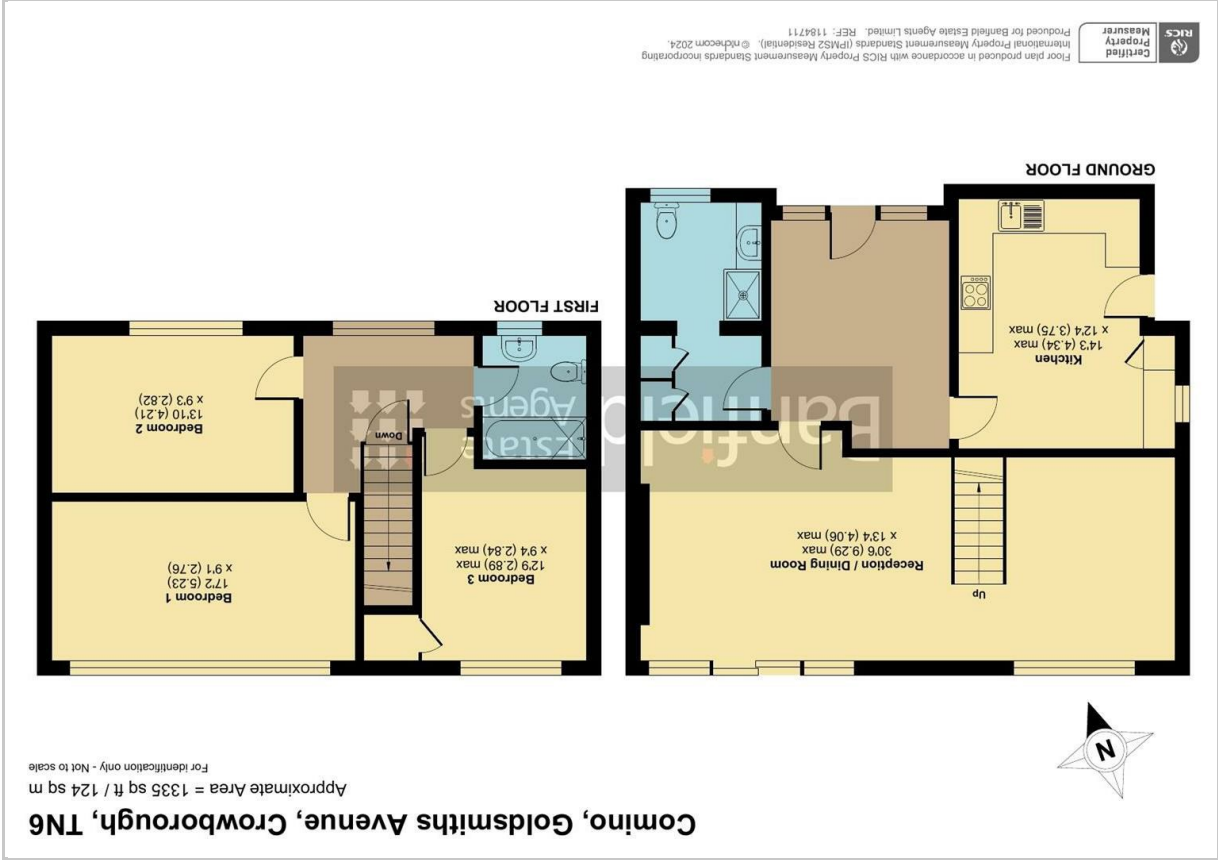 Comino, Goldsmiths Avenue, Crowborough, TN6
Approximate Area = 1335 sq ft / 124 sq m
For identification only - Not to scale
N
Up
Reception / Dining Room
30'6 (9.29) max
x 13'4 (4.06) max
Kitchen
14'3 (4.34) max
x 12'4 (3.75) max
GROUND FLOOR
Bedroom 3
12'9 (2.89) max
x 9'4 (2.84) max
Bedroom 1
17'2 (5.23)
x 9'1 (2.76)
Down
Bedroom 2
13'10 (4.21)
x 9'3 (2.82)
FIRST FLOOR
Banfield
Estate
Agents
RICS
Certified
Property
Measurer
Floor plan produced in accordance with RICS Property Measurement Standards incorporating
International Property Measurement Standards (IPMS2 Residential). © nichecom 2024.
Produced for Banfield Estate Agents Limited. REF: 1184711